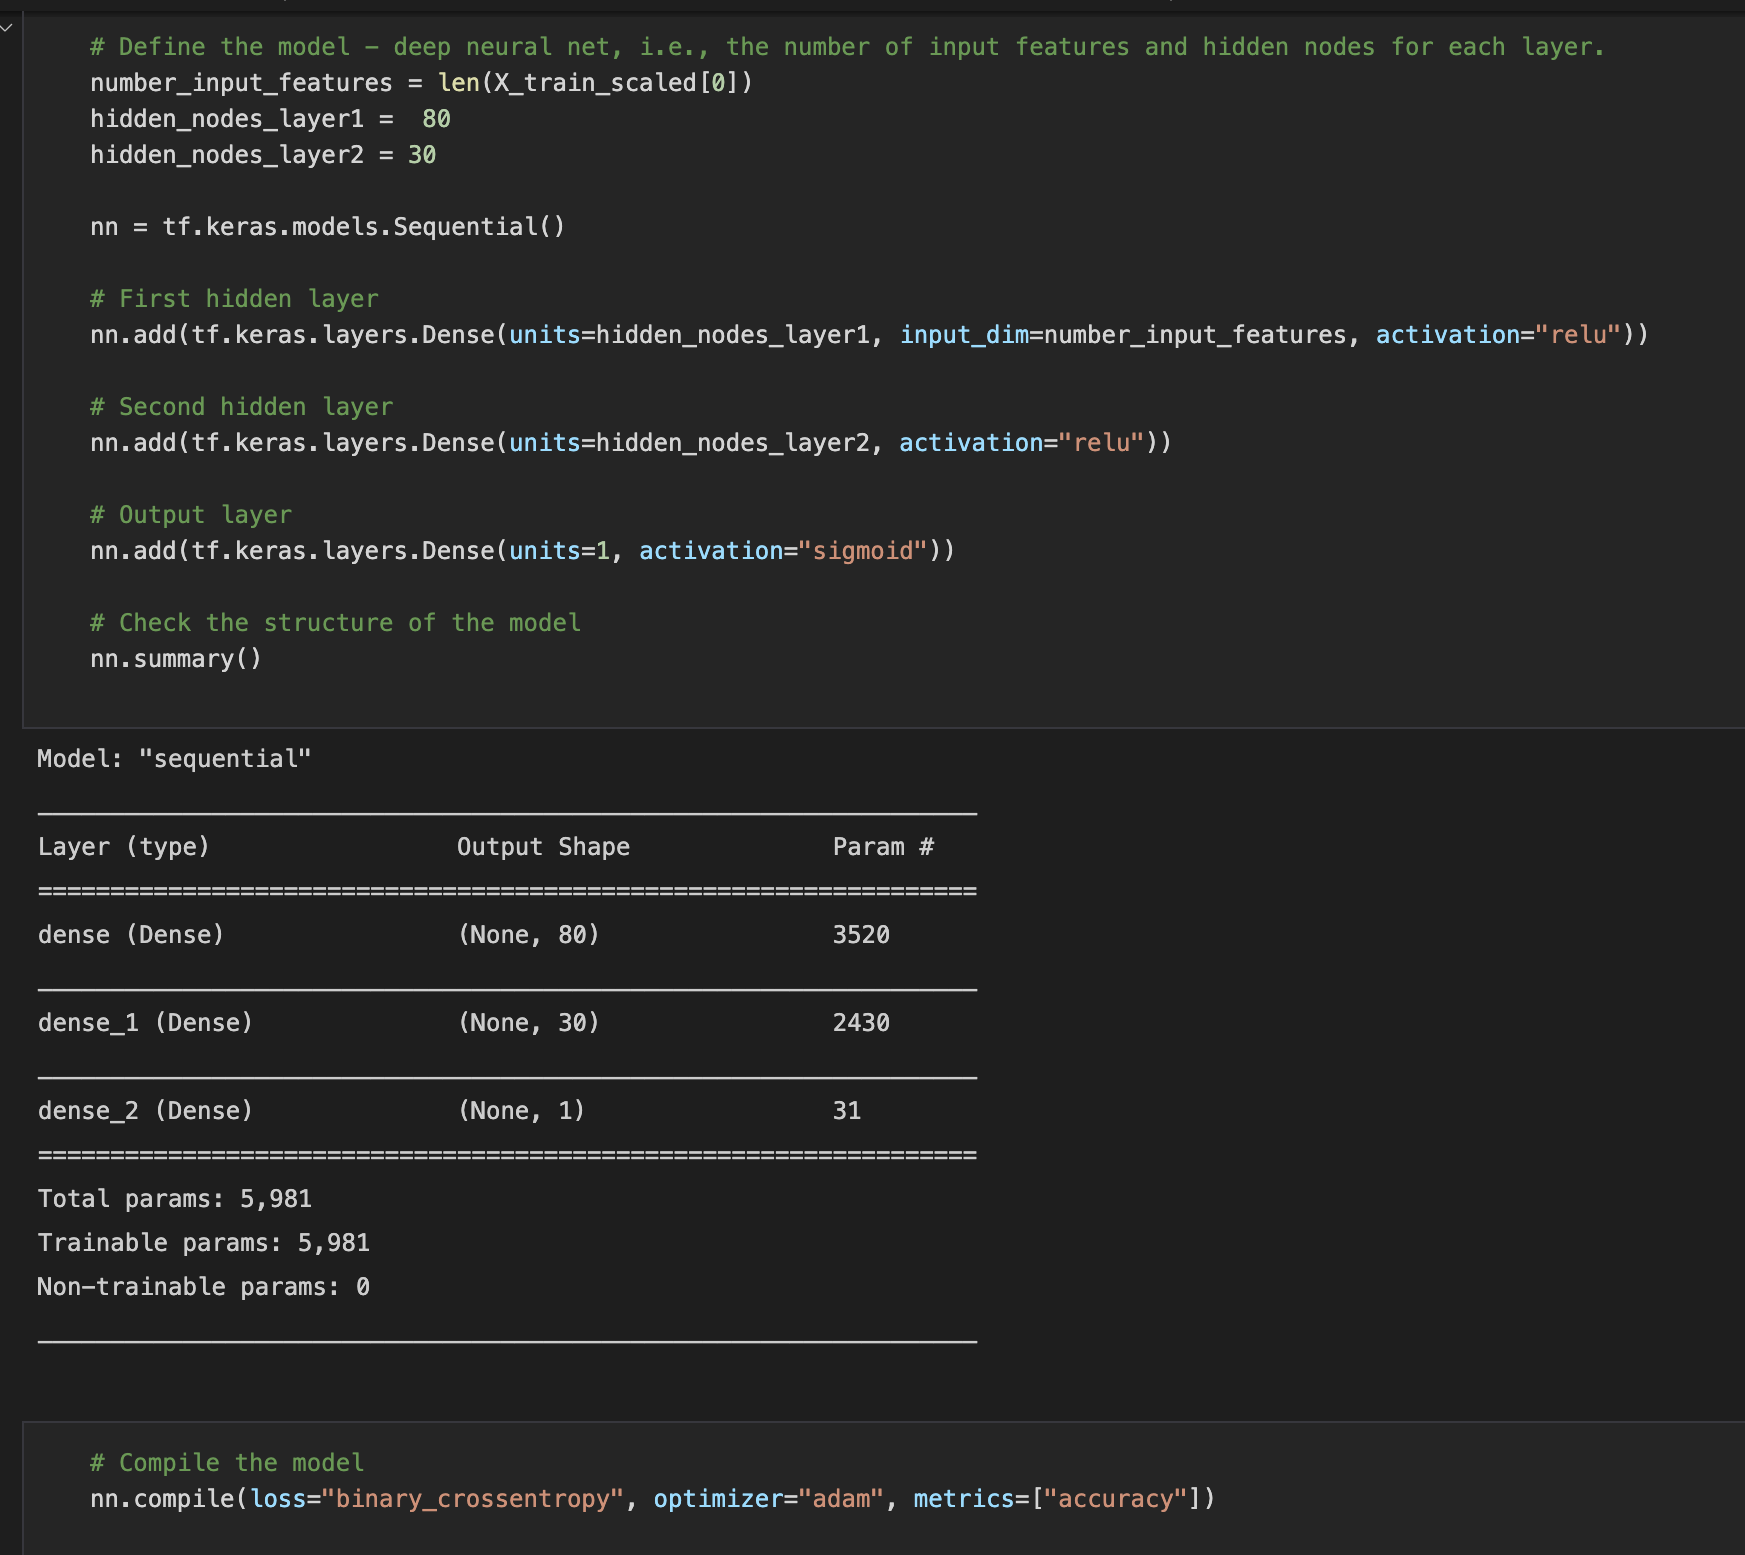 # Define the model - deep neural net, i.e., the number of input features and hidden nodes for each layer.
number_input_features = len(X_train_scaled[0])
hidden_nodes_layer1 =  80
hidden_nodes_layer2 = 30
nn = tf.keras.models.Sequential()
# First hidden layer
nn.add(tf.keras.layers.Dense(units=hidden_nodes_layer1, input_dim=number_input_features, activation="relu"))
# Second hidden layer
nn.add(tf.keras.layers.Dense(units=hidden_nodes_layer2, activation="relu"))
# Output layer
nn.add(tf.keras.layers.Dense(units=1, activation="sigmoid"))
# Check the structure of the model
nn.summary()
Model: "sequential"
_________________________________________________________________
Layer (type)                 Output Shape              Param #
=================================================================
dense (Dense)                (None, 80)                3520
_________________________________________________________________
dense_1 (Dense)              (None, 30)                2430
_________________________________________________________________
dense_2 (Dense)              (None, 1)                 31
=================================================================
Total params: 5,981
Trainable params: 5,981
Non-trainable params: 0
_________________________________________________________________
# Compile the model
nn.compile(loss="binary_crossentropy", optimizer="adam", metrics=["accuracy"])